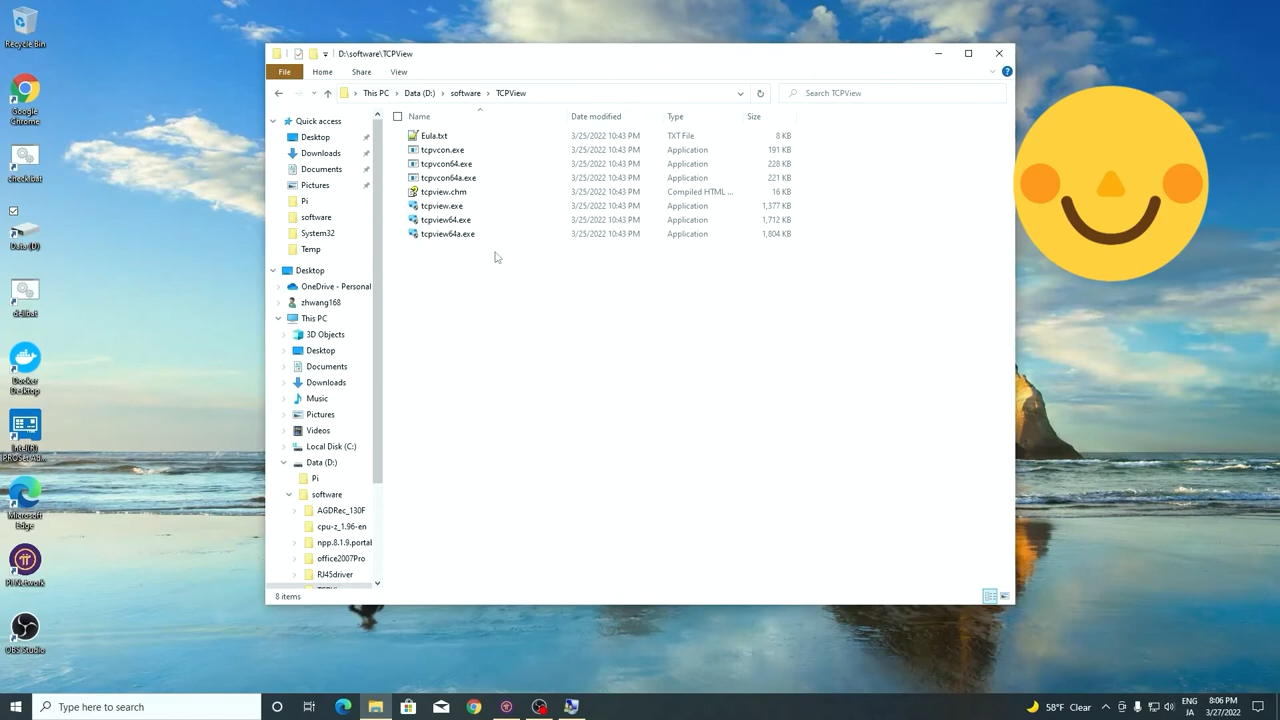 Recycle Bin
Google
Chrome
check.bat
Data (D)
dell.bat
Docker
Desktop
Intel(R)
Microsoft
Edge
Pi Network
OBS Studio
D:\software\TCPView
File
Home
Share
View
This PC
Data (D:)
software
TCPView
Search TCPView
Quick access
Desktop
Downloads
Documents
Pictures
Pi
software
System32
Temp
Desktop
OneDrive - Personal
zhwang168
This PC
3D Objects
Desktop
Documents
Downloads
Music
Pictures
Videos
Local Disk (C:)
Data (D:)
Pi
software
AGDRec_130F
cpu-z_1.96-en
npp.8.1.9.portal
office2007Pro
RJ45driver
Name Date modified Type Size
Eula.txt 3/25/2022 10:43 PM TXT File 8 KB
tcpvcon.exe 3/25/2022 10:43 PM Application 191 KB
tcpvcon64.exe 3/25/2022 10:43 PM Application 228 KB
tcpvcon64a.exe 3/25/2022 10:43 PM Application 221 KB
tcpview.chm 3/25/2022 10:43 PM Compiled HTML ... 16 KB
tcpview.exe 3/25/2022 10:43 PM Application 1,377 KB
tcpview64.exe 3/25/2022 10:43 PM Application 1,712 KB
tcpview64a.exe 3/25/2022 10:43 PM Application 1,804 KB
8 items
Type here to search
58°F Clear
ENG
JA
8:06 PM
3/27/2022